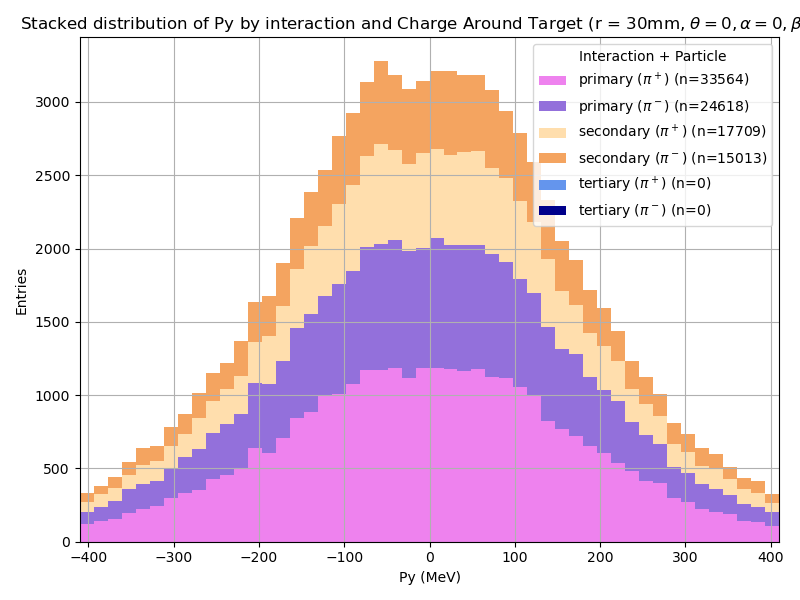 Stacked distribution of Py by interaction and Charge Around Target (r = 30mm, θ = 0, α = 0, β
Interaction + Particle
primary (π⁺) (n=33564)
primary (π⁻) (n=24618)
secondary (π⁺) (n=17709)
secondary (π⁻) (n=15013)
tertiary (π⁺) (n=0)
tertiary (π⁻) (n=0)
Entries
3000
2500
2000
1500
1000
500
0
−400 −300 −200 −100 0 100 200 300 400
Py (MeV)